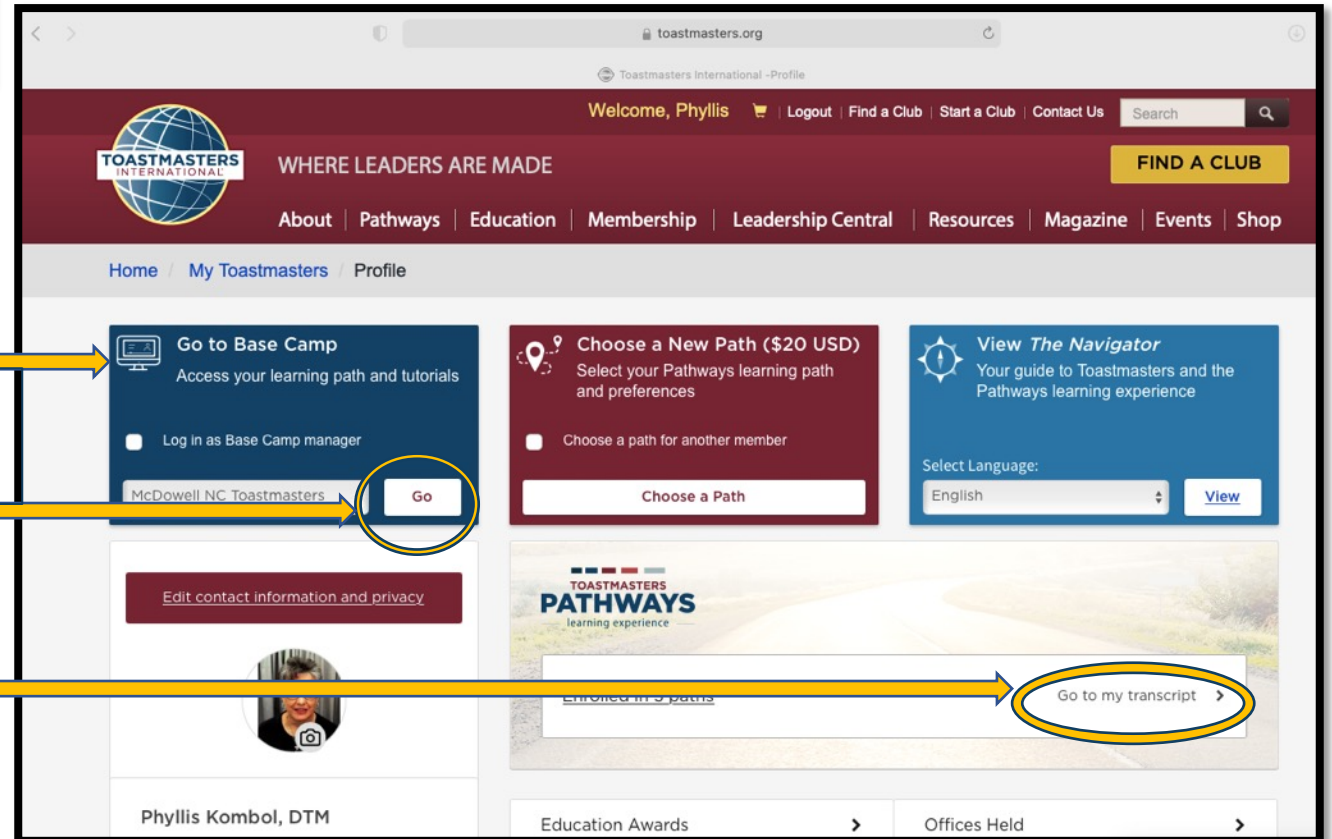 toastmasters.org
Toastmasters International -Profile
Welcome, Phyllis | Logout | Find a Club | Start a Club | Contact Us Search
TOASTMASTERS
INTERNATIONAL
WHERE LEADERS ARE MADE
FIND A CLUB
About | Pathways | Education | Membership | Leadership Central | Resources | Magazine | Events | Shop
Home / My Toastmasters / Profile
Go to Base Camp
Access your learning path and tutorials
Log in as Base Camp manager
McDowell NC Toastmasters Go
Choose a New Path ($20 USD)
Select your Pathways learning path
and preferences
Choose a path for another member
Choose a Path
View The Navigator
Your guide to Toastmasters and the
Pathways learning experience
Select Language:
English View
Edit contact information and privacy
Phyllis Kombol, DTM
TOASTMASTERS
PATHWAYS
learning experience
Enrolled in paths Go to my transcript
Education Awards Offices Held